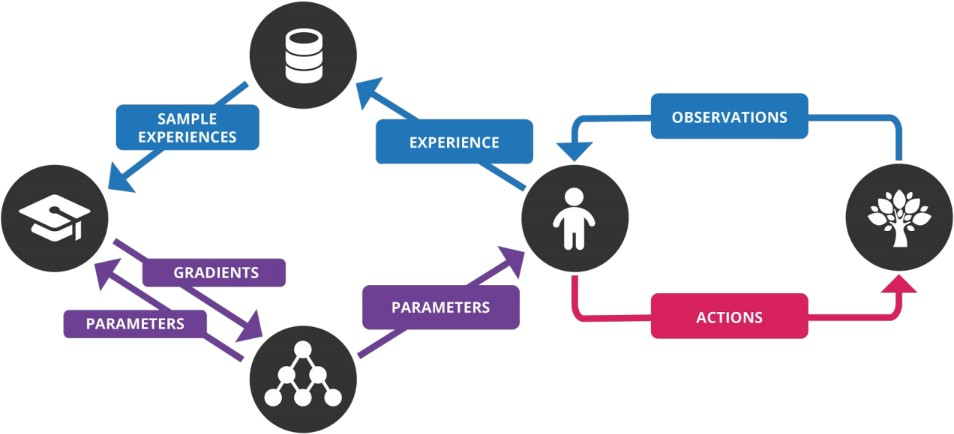 SAMPLE
EXPERIENCES
EXPERIENCE
OBSERVATIONS
GRADIENTS
PARAMETERS
PARAMETERS
ACTIONS